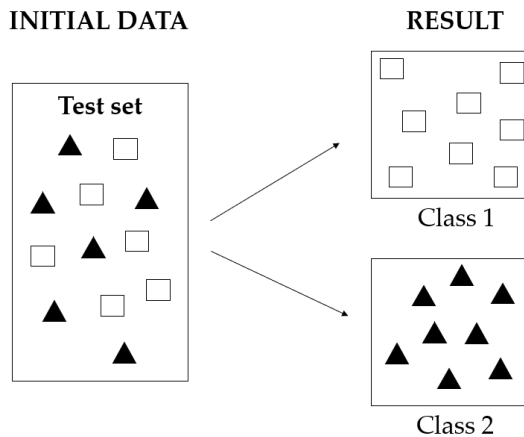 INITIAL DATA
RESULT
Test set
Class 1
Class 2